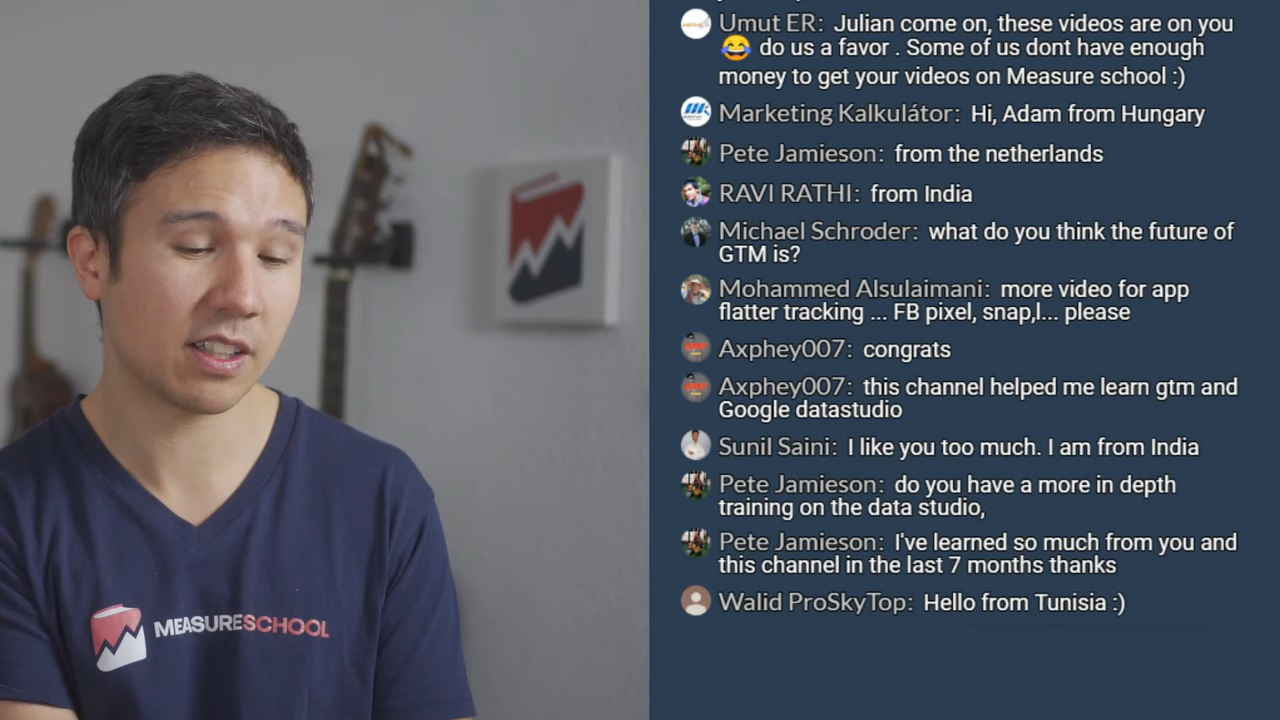 Umut ER: Julian come on, these videos are on you
😂 do us a favor . Some of us dont have enough
money to get your videos on Measure school :)
Marketing Kalkulátor: Hi, Adam from Hungary
Pete Jamieson: from the netherlands
RAVI RATHI: from India
Michael Schroder: what do you think the future of
GTM is?
Mohammed Alsulaimani: more video for app
flatter tracking ... FB pixel, snap,I... please
Axphey007: congrats
Axphey007: this channel helped me learn gtm and
Google datastudio
Sunil Saini: I like you too much. I am from India
Pete Jamieson: do you have a more in depth
training on the data studio,
Pete Jamieson: I've learned so much from you and
this channel in the last 7 months thanks
Walid ProSkyTop: Hello from Tunisia :)
MEASURESCHOOL